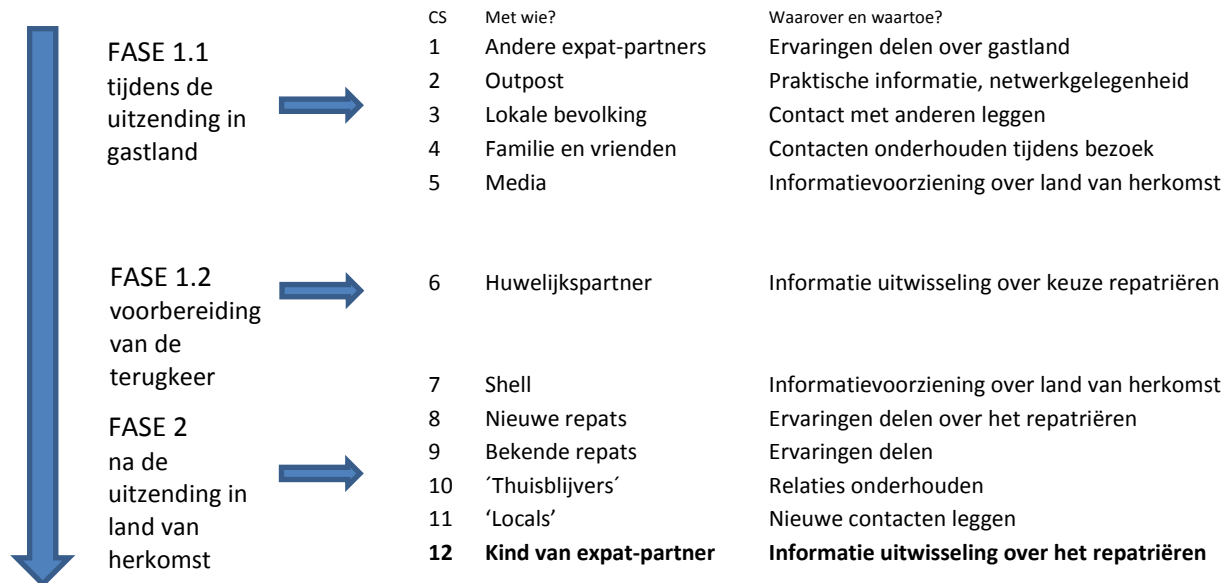 CS Met wie? Waarover en waartoe?
FASE 1.1
tijdens de
uitzending in
gastland
1 Andere expat-partners Ervaringen delen over gastland
2 Outpost Praktische informatie, netwerkgelegenheid
3 Lokale bevolking Contact met anderen leggen
4 Familie en vrienden Contacten onderhouden tijdens bezoek
5 Media Informatievoorziening over land van herkomst
FASE 1.2
voorbereiding
van de
terugkeer
6 Huwelijkspartner Informatie uitwisseling over keuze repatriëren
FASE 2
na de
uitzending in
land van
herkomst
7 Shell Informatievoorziening over land van herkomst
8 Nieuwe repats Ervaringen delen over het repatriëren
9 Bekende repats Ervaringen delen
10 ´Thuisblijvers´ Relaties onderhouden
11 ‘Locals’ Nieuwe contacten leggen
12 Kind van expat-partner Informatie uitwisseling over het repatriëren